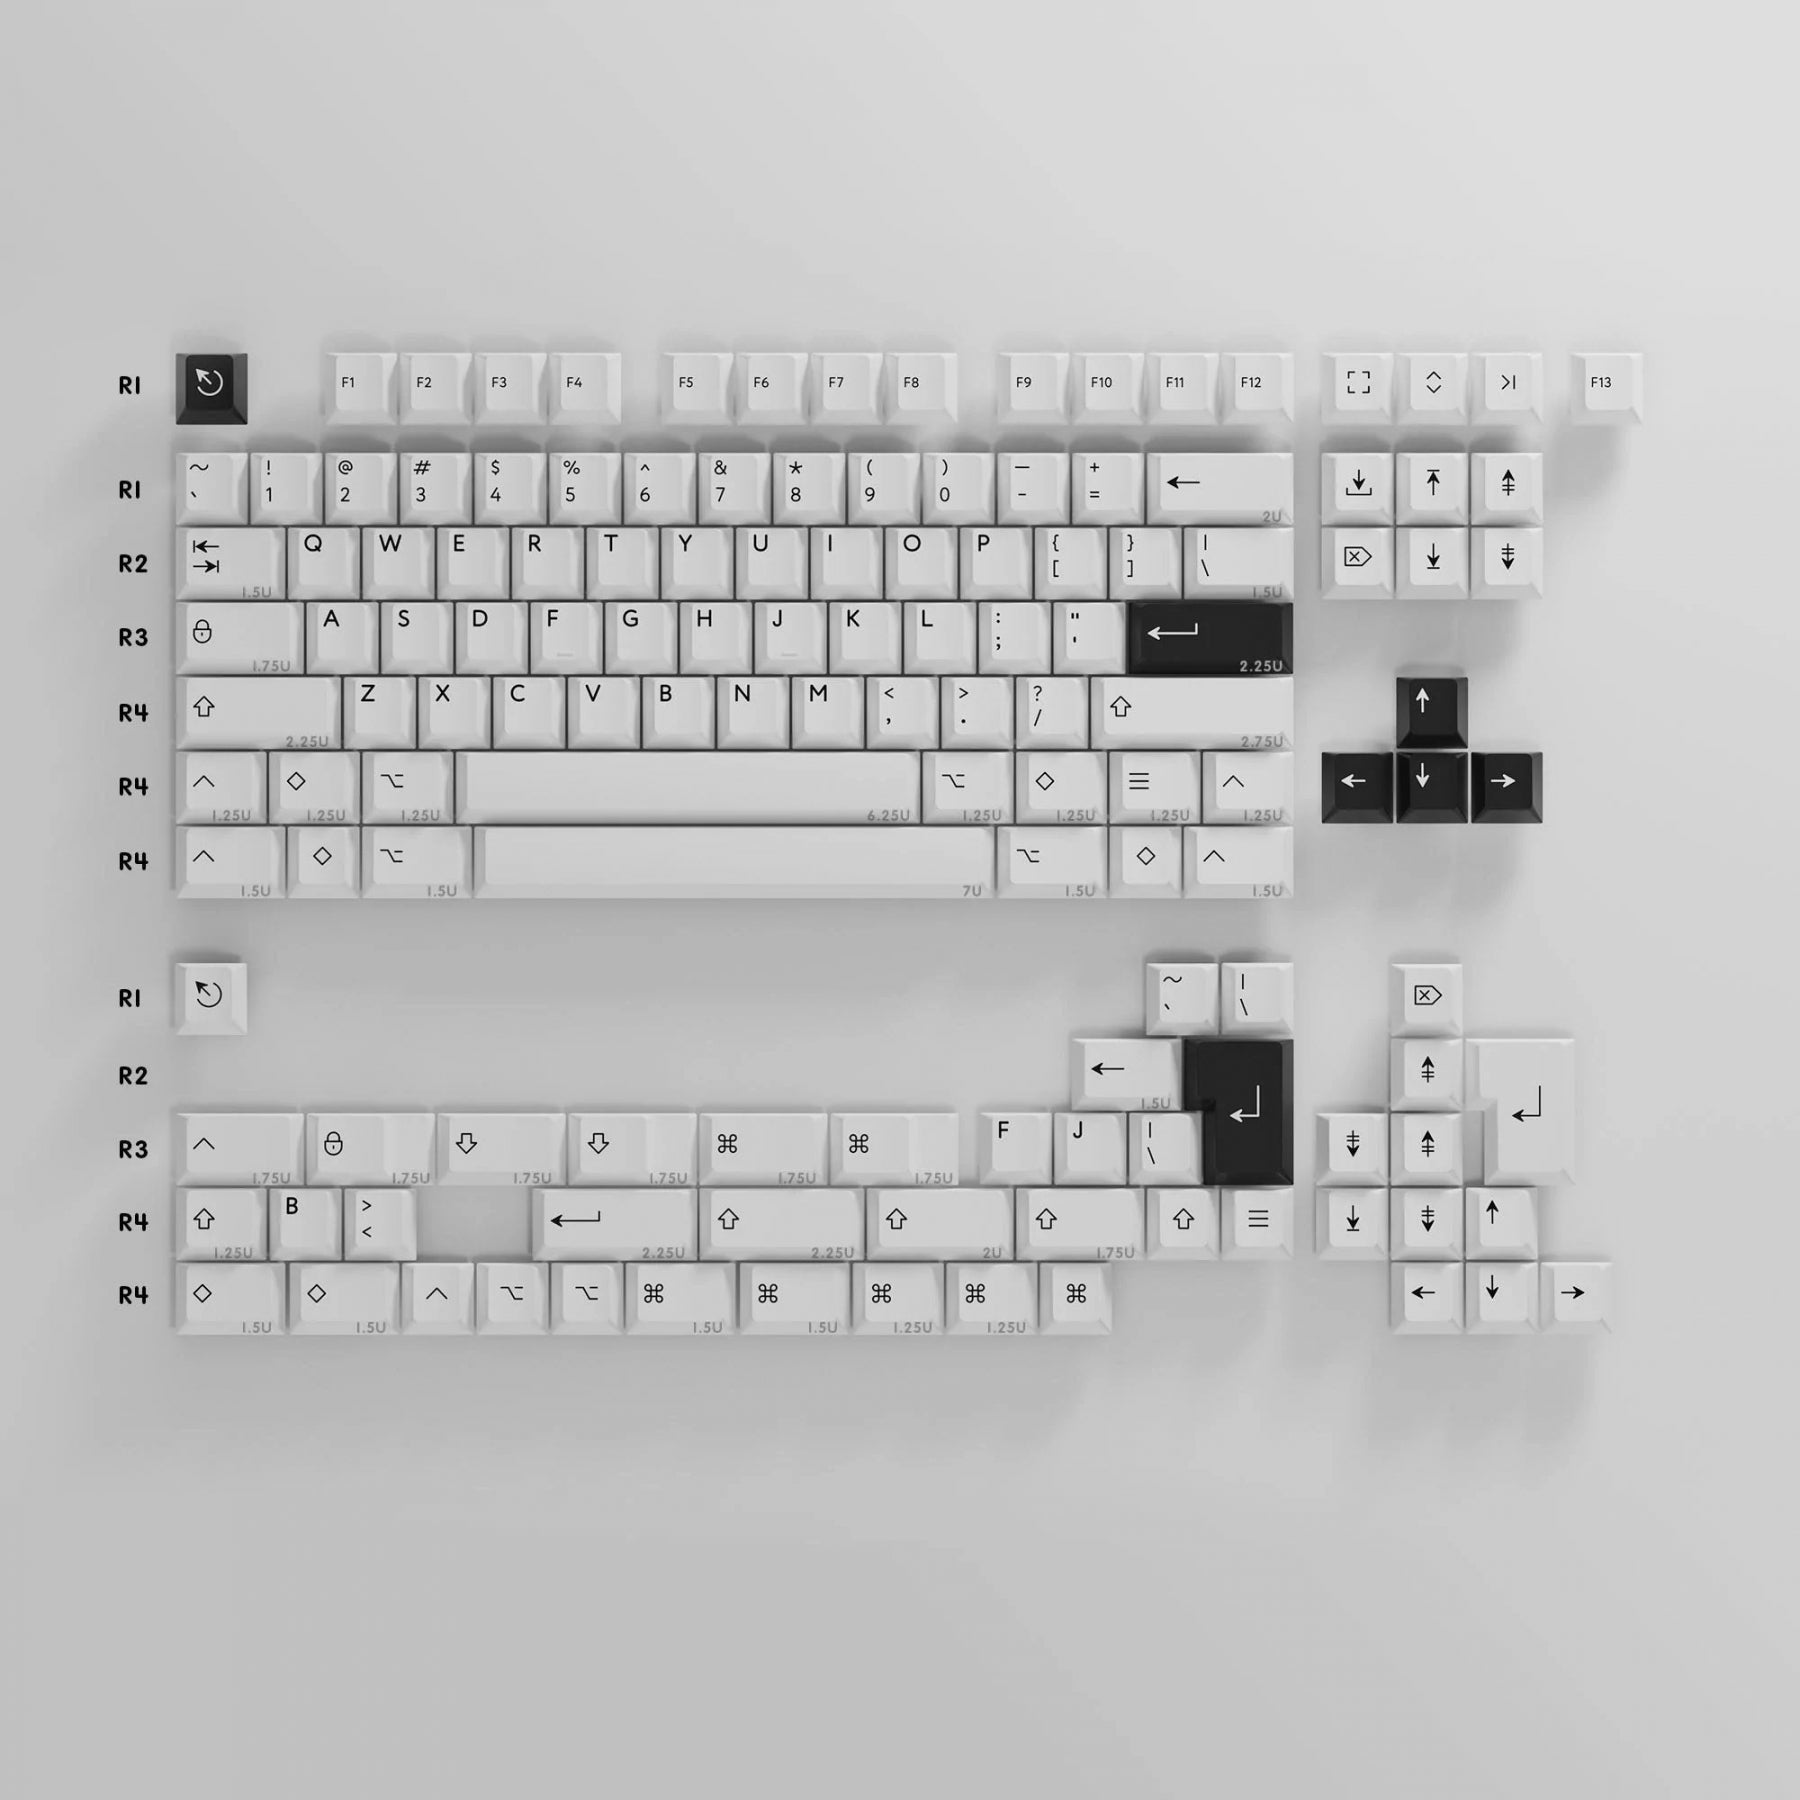 R1 F1 F2 F3 F4 F5 F6 F7 F8 F9 F10 F11 F12 F13
~ ! @ # $ % ^ & * ( ) — +
R1 ` 1 2 3 4 5 6 7 8 9 0 - =
2U
R2 Q W E R T Y U I O P { } |
[ ] \
1.5U 1.5U
R3 A S D F G H J K L : "
; '
1.75U 2.25U
R4 Z X C V B N M < > ?
, . /
2.25U 2.75U
R4
1.25U 1.25U 1.25U 6.25U 1.25U 1.25U 1.25U 1.25U
R4
1.5U 1.5U 7U 1.5U 1.5U
R1 ~ |
` \
R2
1.5U
R3 F J |
\
1.75U 1.75U 1.75U 1.75U 1.75U 1.75U
R4 B >
<
1.25U 2.25U 2.25U 2U 1.75U
R4
1.5U 1.5U 1.5U 1.5U 1.25U 1.25U